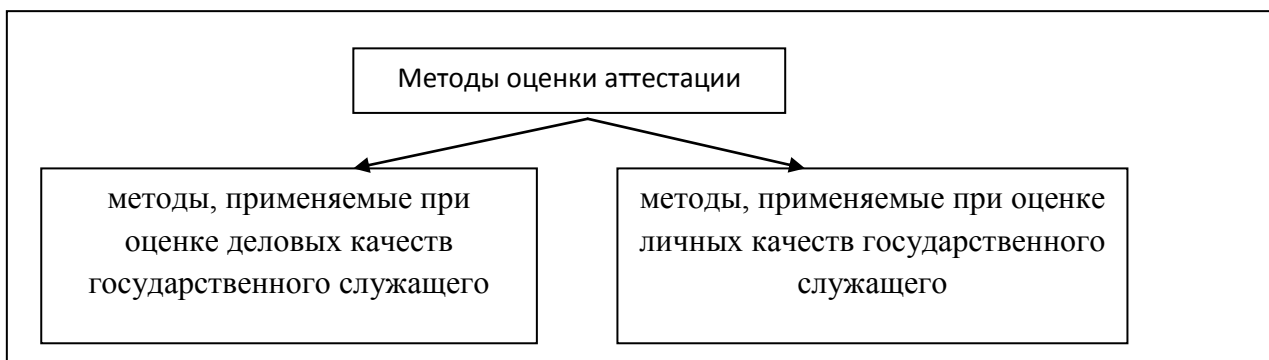 Методы оценки аттестации
методы, применяемые при
оценке деловых качеств
государственного служащего
методы, применяемые при оценке
личных качеств государственного
служащего